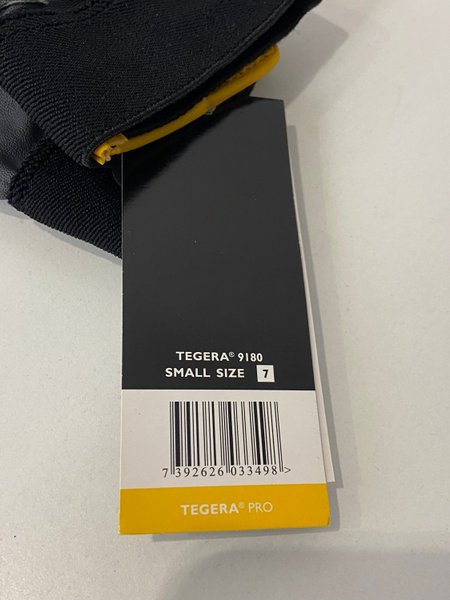 TEGERA® 9180
SMALL SIZE 7
7 392626 033498>
TEGERA® PRO